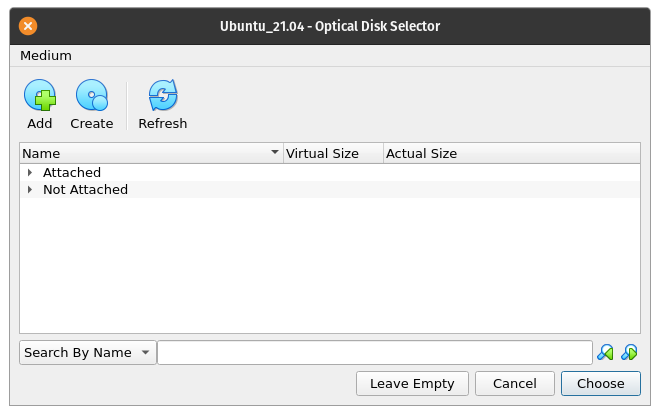 Ubuntu_21.04 - Optical Disk Selector
Medium
Add Create Refresh
Name Virtual Size Actual Size
Attached
Not Attached
Search By Name
Leave Empty Cancel Choose